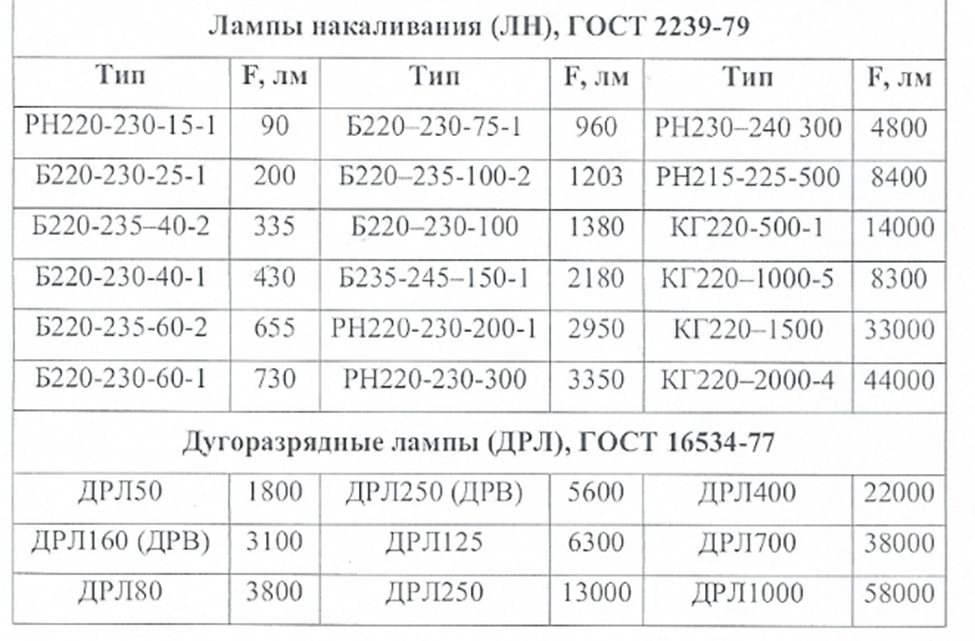 Лампы накаливания (ЛН), ГОСТ 2239-79
Тип F, лм Тип F, лм Тип F, лм
РН220-230-15-1 90 Б220–230-75-1 960 РН230–240 300 4800
Б220-230-25-1 200 Б220–235-100-2 1203 РН215-225-500 8400
Б220-235–40-2 335 Б220–230-100 1380 КГ220-500-1 14000
Б220-230-40-1 430 Б235-245–150-1 2180 КГ220–1000-5 8300
Б220-235-60-2 655 РН220-230-200-1 2950 КГ220–1500 33000
Б220-230-60-1 730 РН220-230-300 3350 КГ220–2000-4 44000
Дугоразрядные лампы (ДРЛ), ГОСТ 16534-77
ДРЛ50 1800 ДРЛ250 (ДРВ) 5600 ДРЛ400 22000
ДРЛ160 (ДРВ) 3100 ДРЛ125 6300 ДРЛ700 38000
ДРЛ80 3800 ДРЛ250 13000 ДРЛ1000 58000